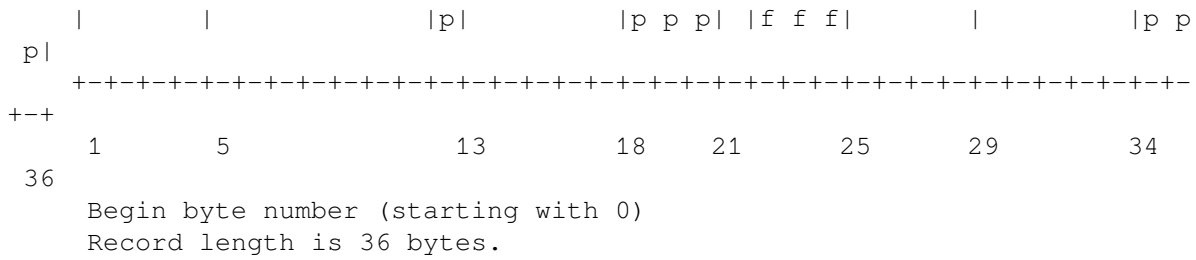 |       |             |p|         |p p p| |f f f|       |         |p p
 p|
+-+-+-+-+-+-+-+-+-+-+-+-+-+-+-+-+-+-+-+-+-+-+-+-+-+-+-+-+-+-+-+-+-+-+-
+-+
1       5               13        18    21      25      29        34
 36
Begin byte number (starting with 0)
Record length is 36 bytes.